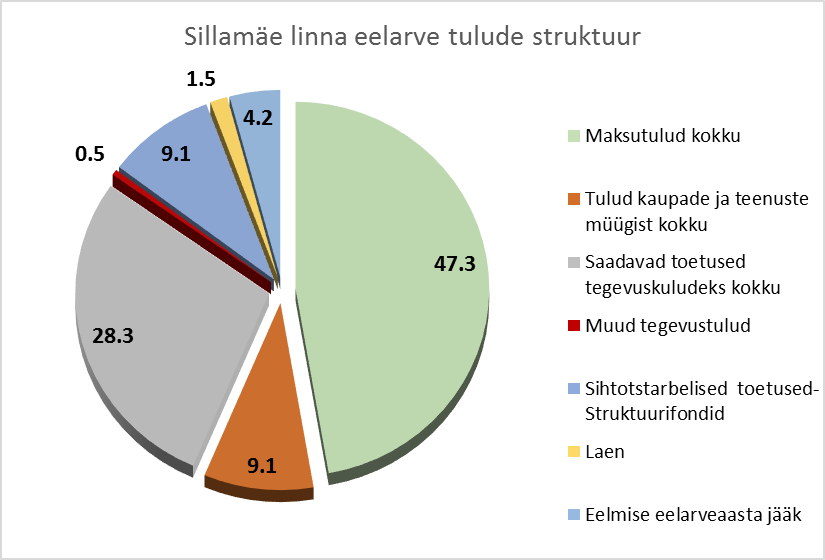 Sillamäe linna eelarve tulude struktuur
1.5
4.2
0.5
9.1
47.3
28.3
9.1
Maksutulud kokku
Tulud kaupade ja teenuste
müügist kokku
Saadavad toetused
tegevuskuludeks kokku
Muud tegevustulud
Sihtotstarbelised toetused-
Struktuurifondid
Laen
Eelmise eelarveaasta jääk